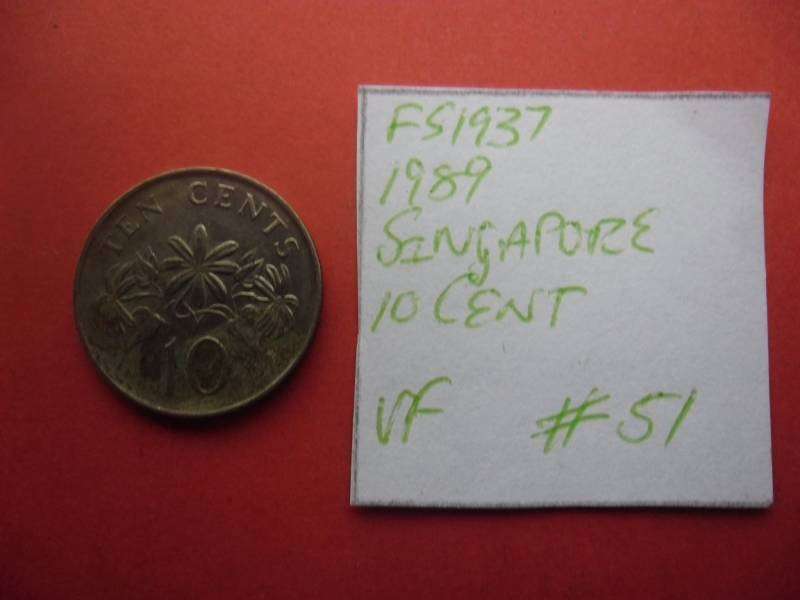 TEN CENTS
10
FS1937
1989
SINGAPORE
10 CENT
VF #51